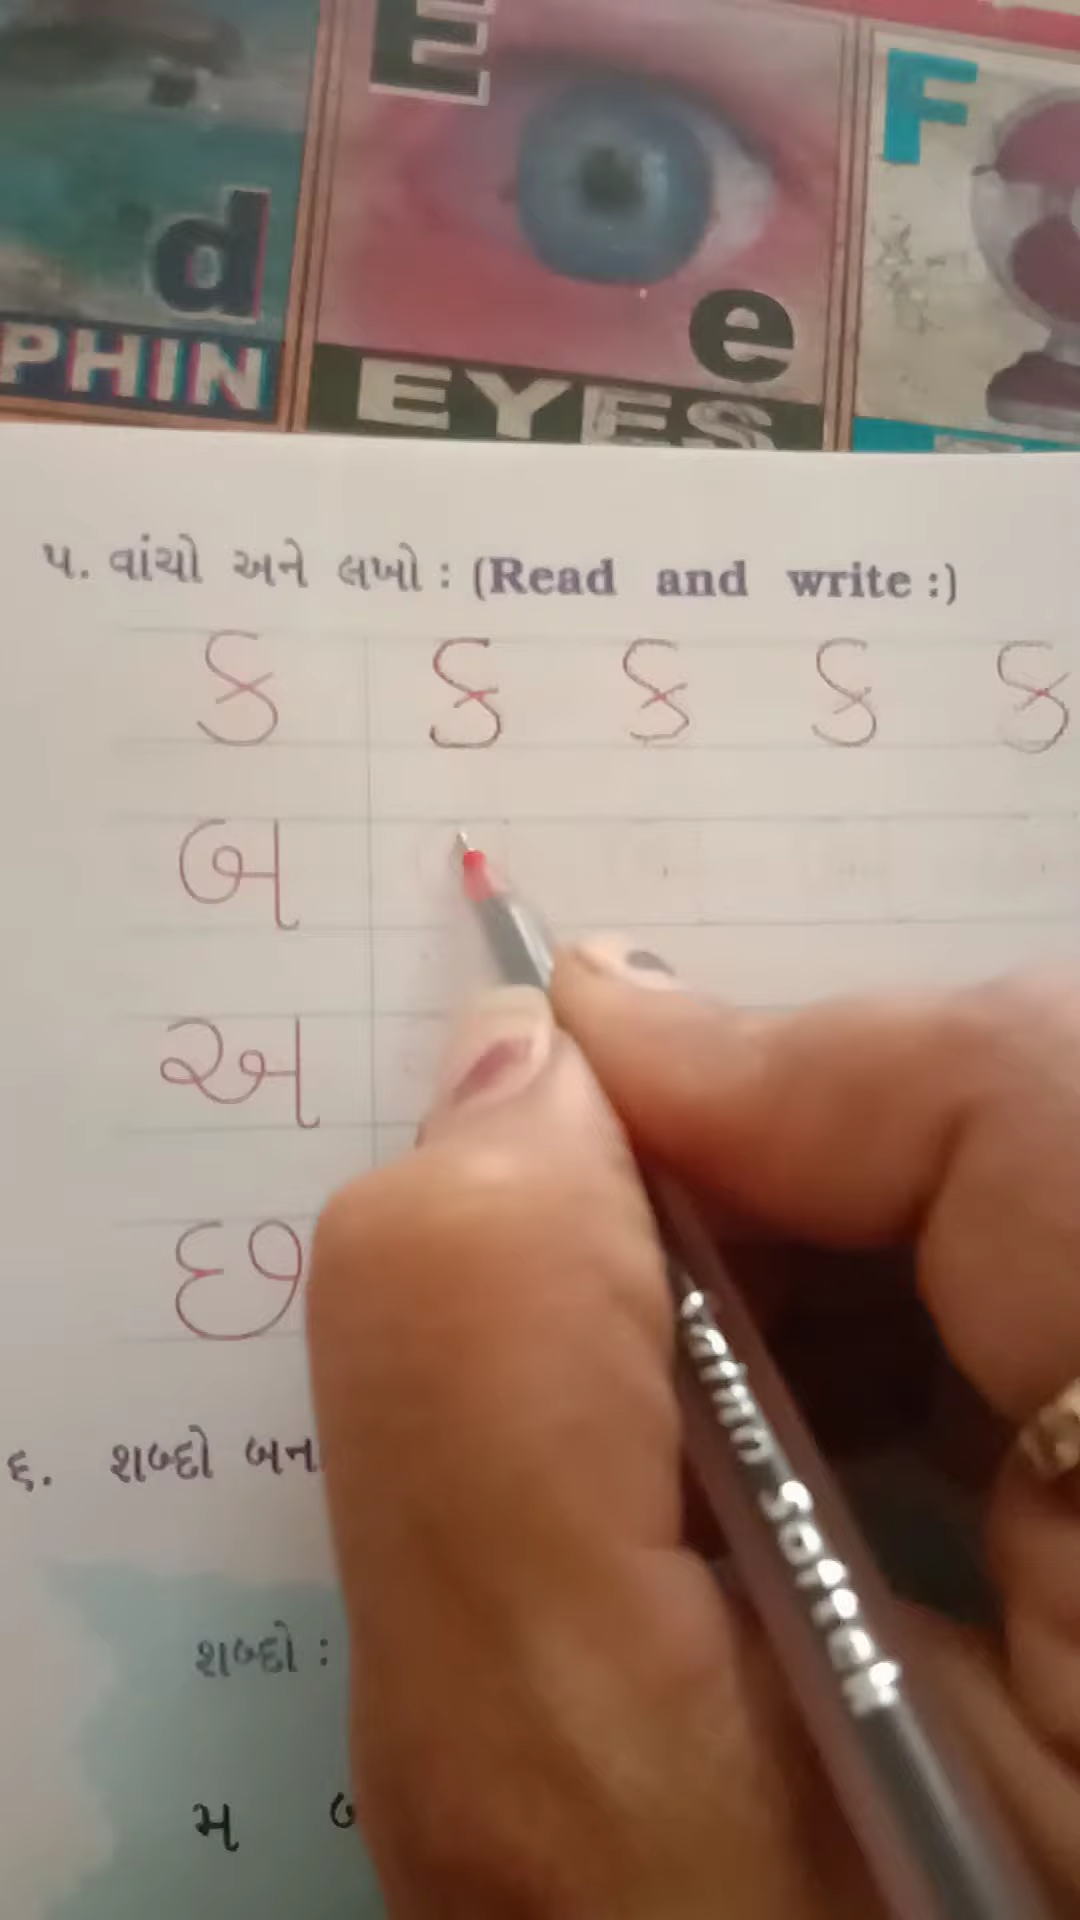 E F
d e
PHIN EYES
૫. વાંચો અને લખો : (Read and write :)
ક ક ક ક ક
બ
અ
છ
૬. શબ્દો બન
શબ્દો :
મ